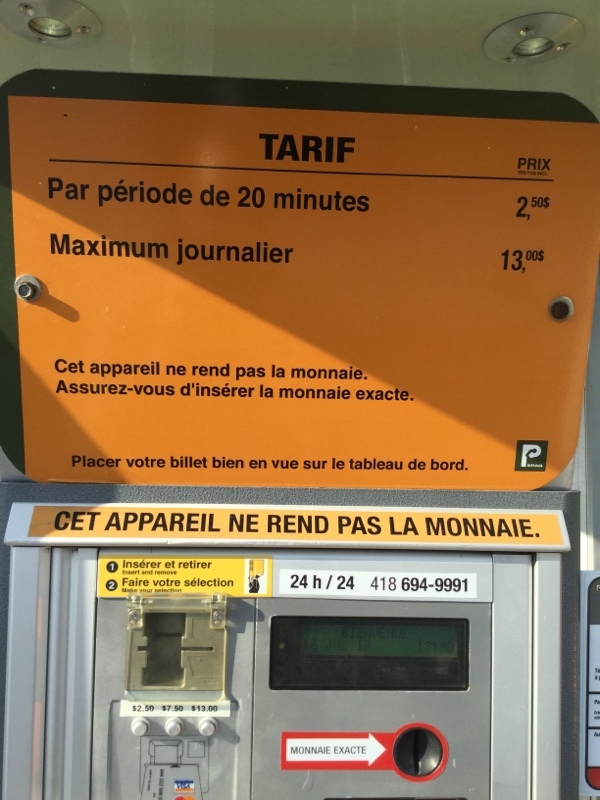 TARIF
PRIX
Par période de 20 minutes 2,50$
Maximum journalier 13,00$
Cet appareil ne rend pas la monnaie.
Assurez-vous d'insérer la monnaie exacte.
Placer votre billet bien en vue sur le tableau de bord.
CET APPAREIL NE REND PAS LA MONNAIE.
1 Insérer et retirer
Insert and remove
2 Faire votre sélection
Make your selection
24 h / 24 418 694-9991
BIENVENUE
$2.50 $7.50 $13.00
MONNAIE EXACTE
VISA